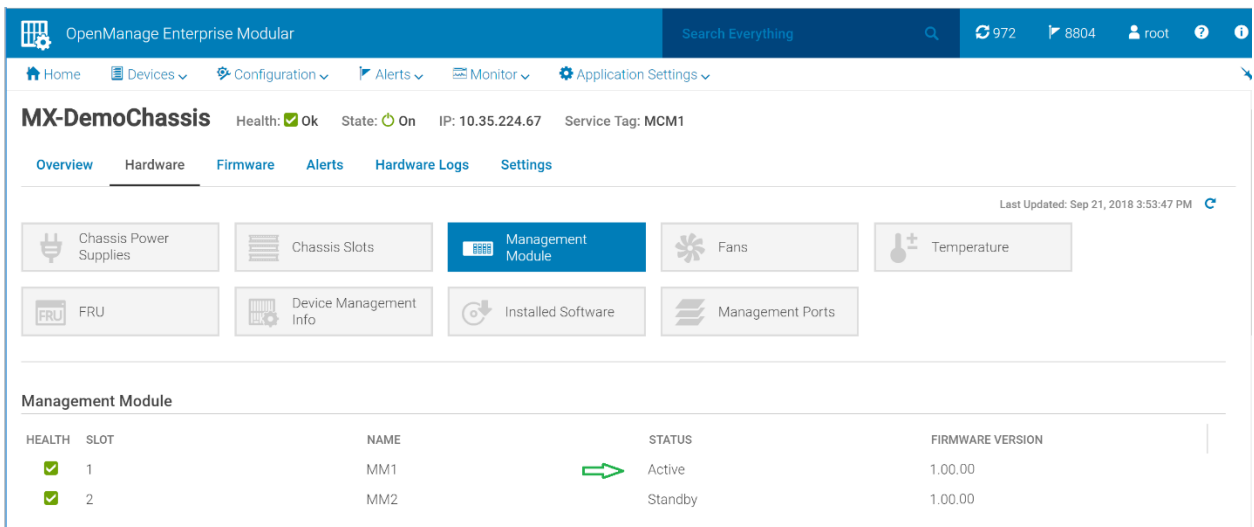 OpenManage Enterprise Modular
Search Everything
972
8804
root
Home
Devices
Configuration
Alerts
Monitor
Application Settings
MX-DemoChassis
Health: Ok
State: On
IP: 10.35.224.67
Service Tag: MCM1
Overview
Hardware
Firmware
Alerts
Hardware Logs
Settings
Last Updated: Sep 21, 2018 3:53:47 PM
Chassis Power
Supplies
Chassis Slots
Management
Module
Fans
Temperature
FRU
FRU
Device Management
Info
Installed Software
Management Ports
Management Module
HEALTH SLOT NAME STATUS FIRMWARE VERSION
1 MM1 Active 1.00.00
2 MM2 Standby 1.00.00